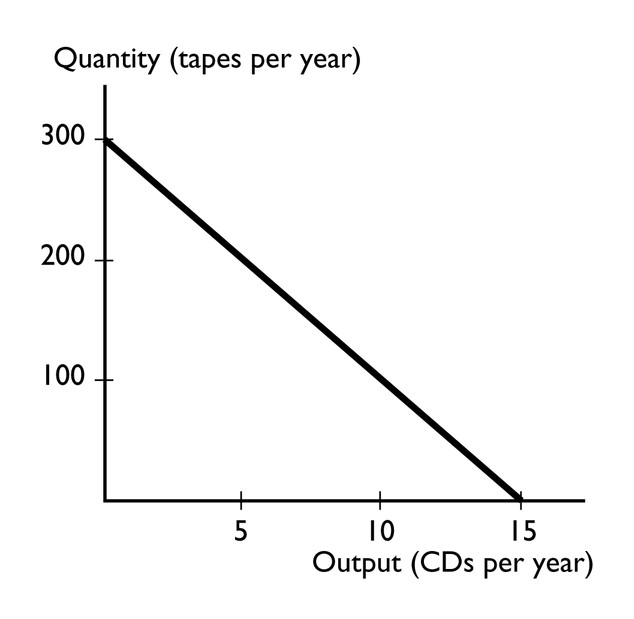 Quantity (tapes per year)
300
200
100
5 10 15
Output (CDs per year)